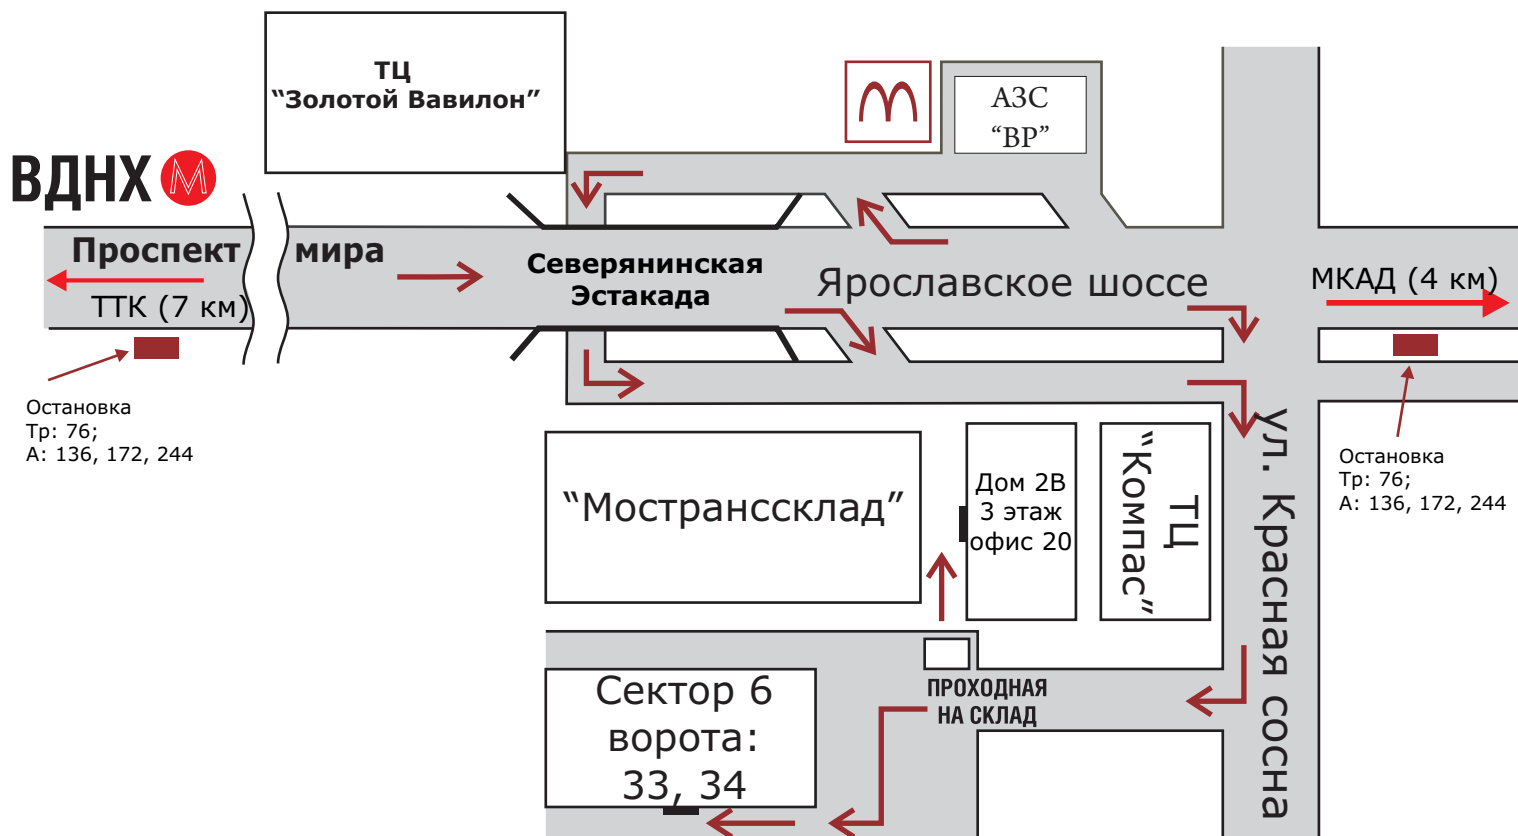 ТЦ
“Золотой Вавилон”
АЗС
“ВР”
ВДНХ М
Проспект мира
ТТК (7 км)
Северянинская
Эстакада
Ярославское шоссе
МКАД (4 км)
Остановка
Тр: 76;
А: 136, 172, 244
Остановка
Тр: 76;
А: 136, 172, 244
“Мостранссклад”
Дом 2В
3 этаж
офис 20
ТЦ
“Компас”
ул. Красная сосна
ПРОХОДНАЯ
НА СКЛАД
Сектор 6
ворота:
33, 34